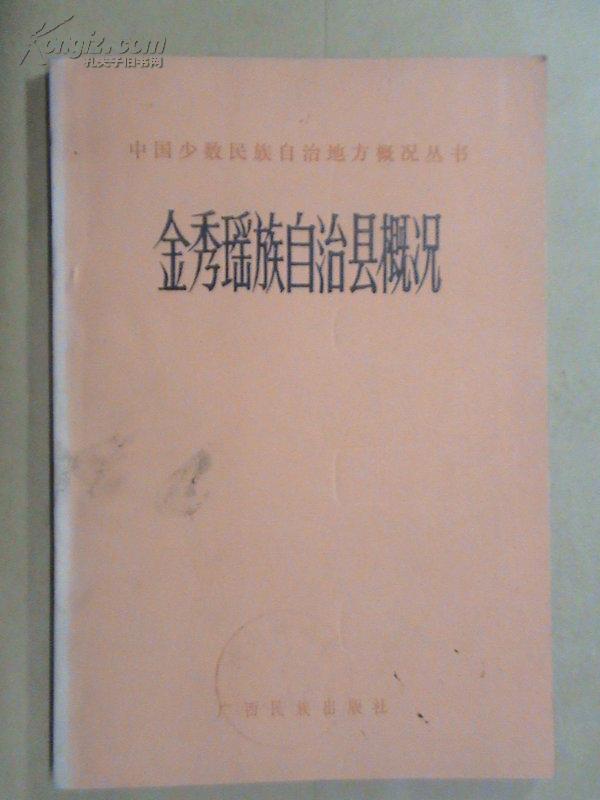 Kongfz.com
孔夫子旧书网
中国少数民族自治地方概况丛书
金秀瑶族自治县概况
广西民族出版社